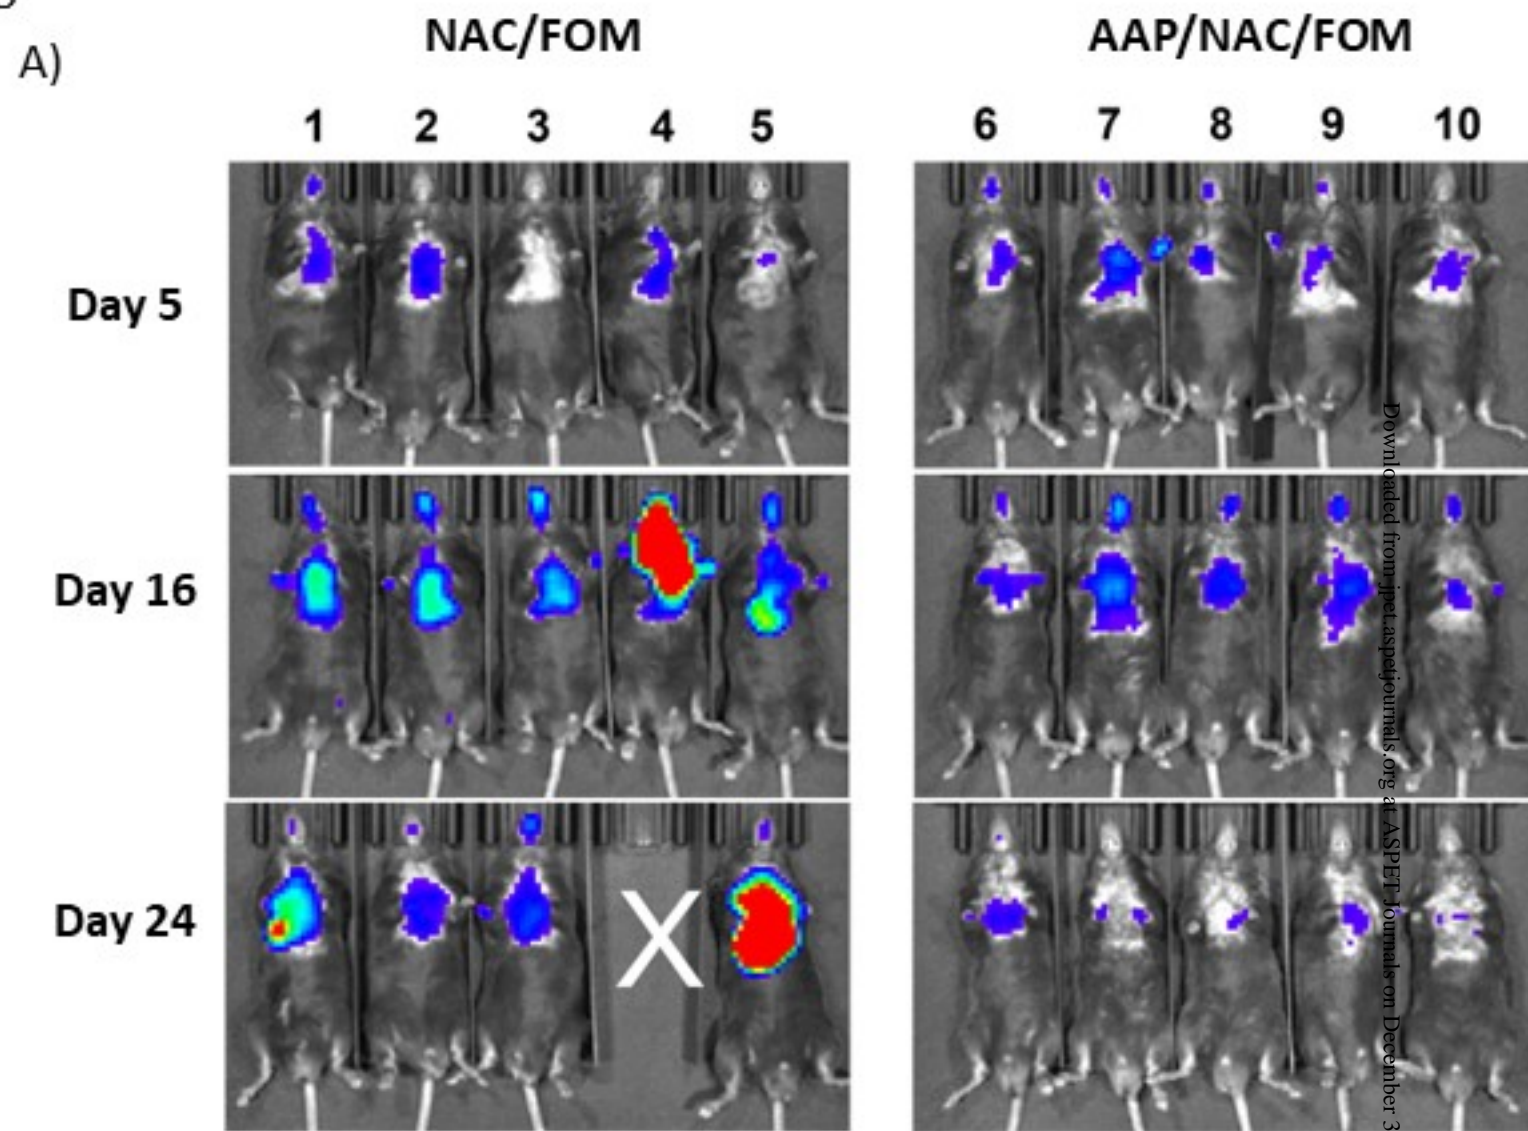 A)
NAC/FOM
AAP/NAC/FOM
1 2 3 4 5 6 7 8 9 10
Day 5
Day 16
Day 24
X
Downloaded from jpet.aspetjournals.org at ASPET Journals on December 3